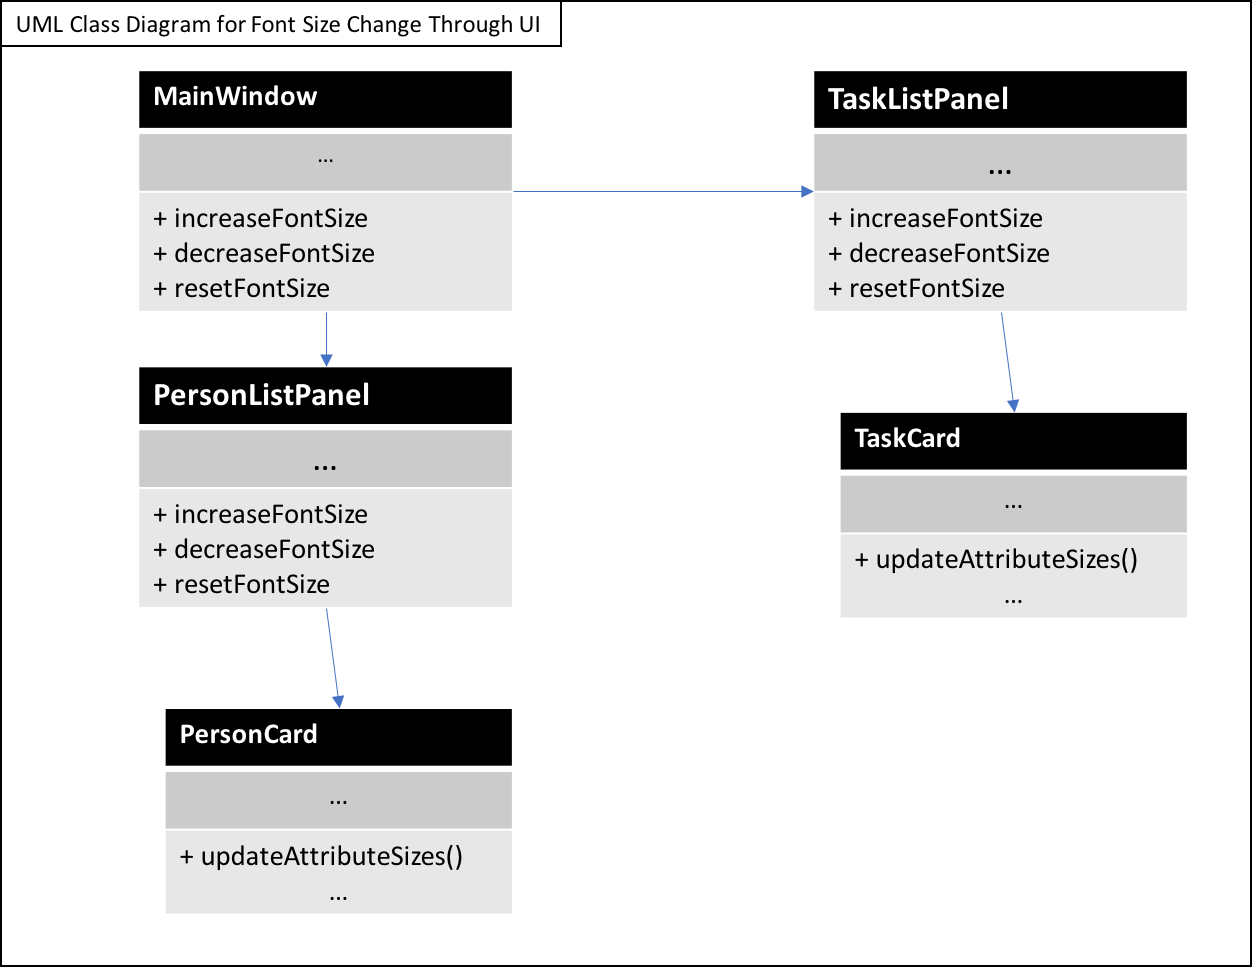 UML Class Diagram for Font Size Change Through UI
MainWindow
...
+ increaseFontSize
+ decreaseFontSize
+ resetFontSize
TaskListPanel
...
+ increaseFontSize
+ decreaseFontSize
+ resetFontSize
PersonListPanel
...
+ increaseFontSize
+ decreaseFontSize
+ resetFontSize
TaskCard
...
+ updateAttributeSizes()
...
PersonCard
...
+ updateAttributeSizes()
...